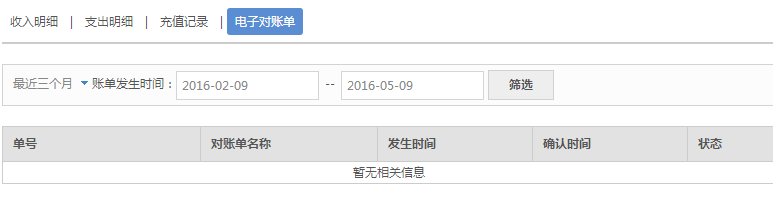 收入明细 | 支出明细 | 充值记录 | 电子对账单
最近三个月 账单发生时间： 2016-02-09 -- 2016-05-09 筛选
单号 对账单名称 发生时间 确认时间 状态
暂无相关信息